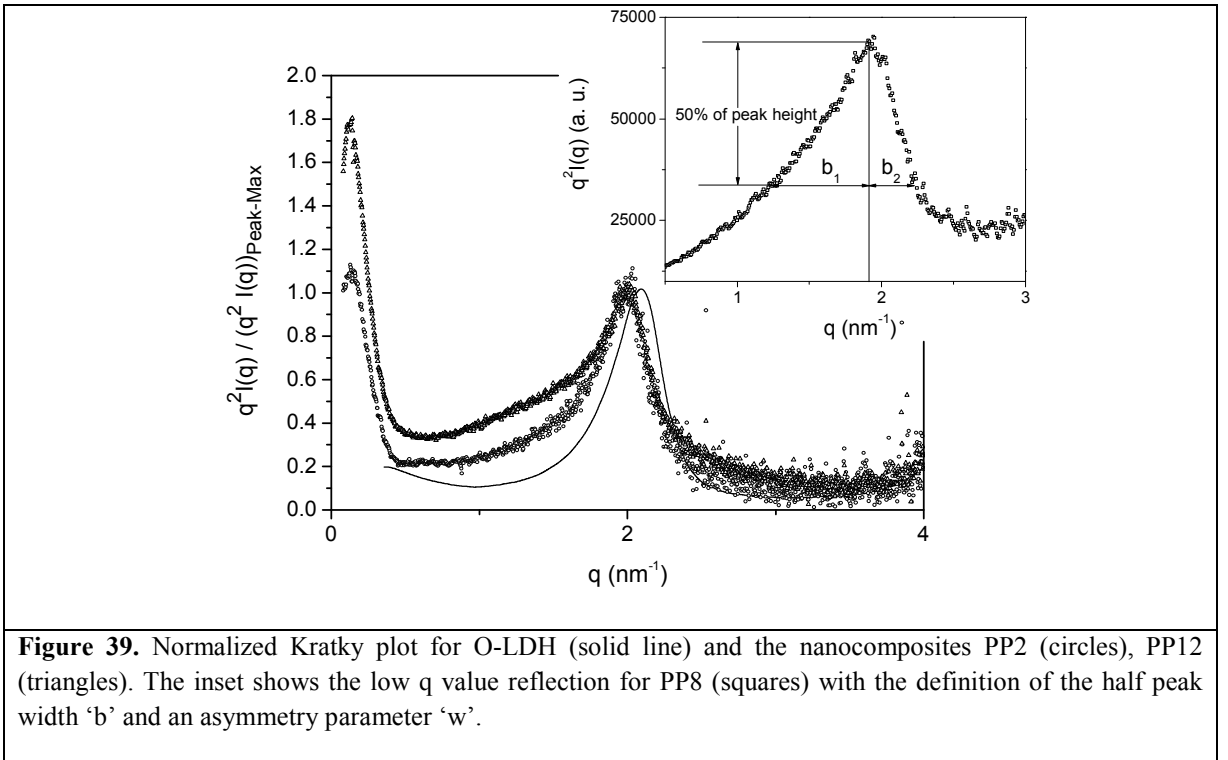 75000
50000
25000
q²I(q) (a. u.)
50% of peak height
b₁
b₂
1
2
3
q (nm⁻¹)
2.0
1.8
1.6
1.4
1.2
1.0
0.8
0.6
0.4
0.2
0.0
q²I(q) / (q² I(q))Peak-Max
0
2
4
q (nm⁻¹)
Figure 39. Normalized Kratky plot for O-LDH (solid line) and the nanocomposites PP2 (circles), PP12
(triangles). The inset shows the low q value reflection for PP8 (squares) with the definition of the half peak
width ‘b’ and an asymmetry parameter ‘w’.